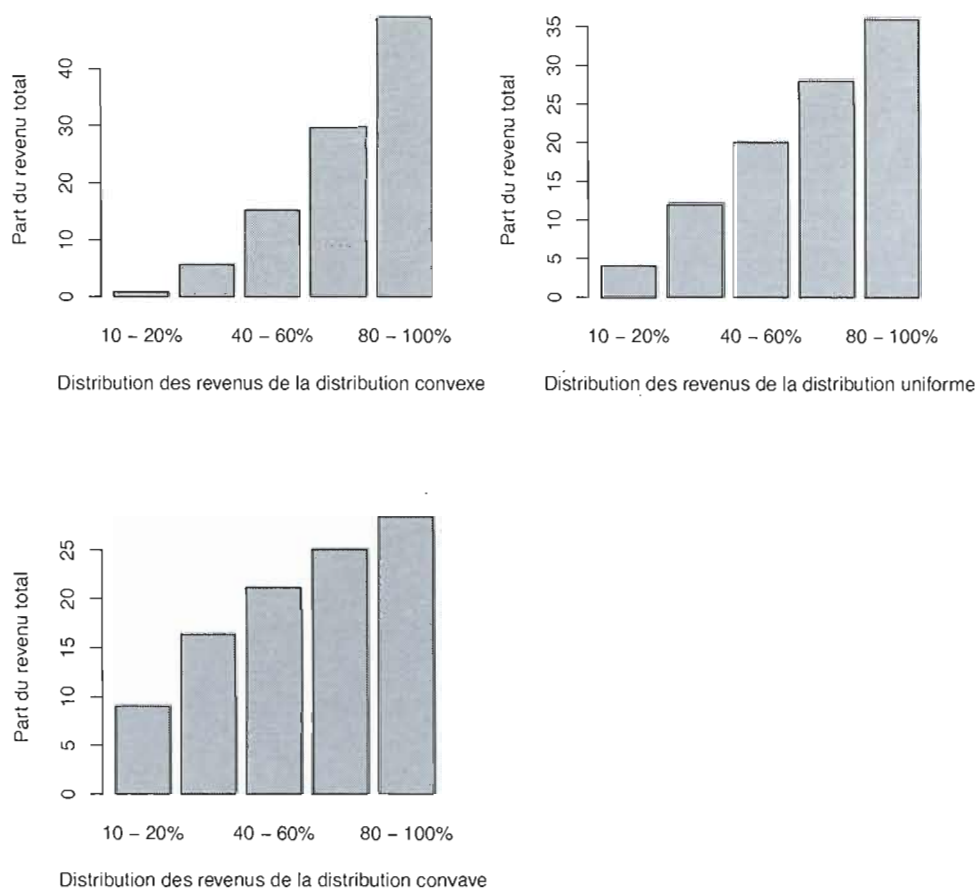 Part du revenu total
40
30
20
10
0
10 – 20%
40 – 60%
80 – 100%
Distribution des revenus de la distribution convexe
Part du revenu total
35
30
25
20
15
10
5
0
10 – 20%
40 – 60%
80 – 100%
Distribution des revenus de la distribution uniforme
Part du revenu total
25
20
15
10
5
0
10 – 20%
40 – 60%
80 – 100%
Distribution des revenus de la distribution convave